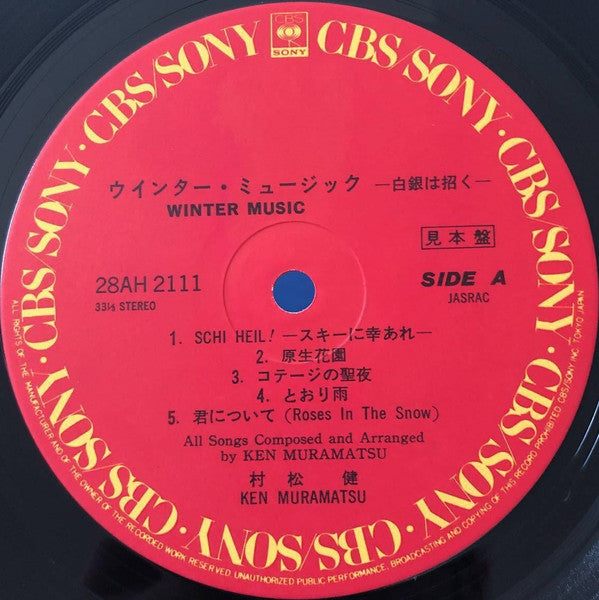 CBS
SONY
CBS/SONY · CBS/SONY · CBS/SONY · CBS/SONY · CBS/SONY · CBS/SONY · CBS/SONY · CBS/SONY
ウインター・ミュージック —白銀は招く—
WINTER MUSIC
見本盤
28AH 2111
33⅓ STEREO
SIDE A
JASRAC
1. SCHI HEIL! —スキーに幸あれ—
2. 原生花園
3. コテージの聖夜
4. とおり雨
5. 君について (Roses In The Snow)
All Songs Composed and Arranged
by KEN MURAMATSU
村松 健
KEN MURAMATSU
ALL RIGHTS OF THE MANUFACTURER AND OF THE OWNER OF THE RECORDED WORK RESERVED. UNAUTHORIZED PUBLIC PERFORMANCE, BROADCASTING AND COPYING OF THIS RECORD PROHIBITED. CBS/SONY INC. TOKYO JAPAN